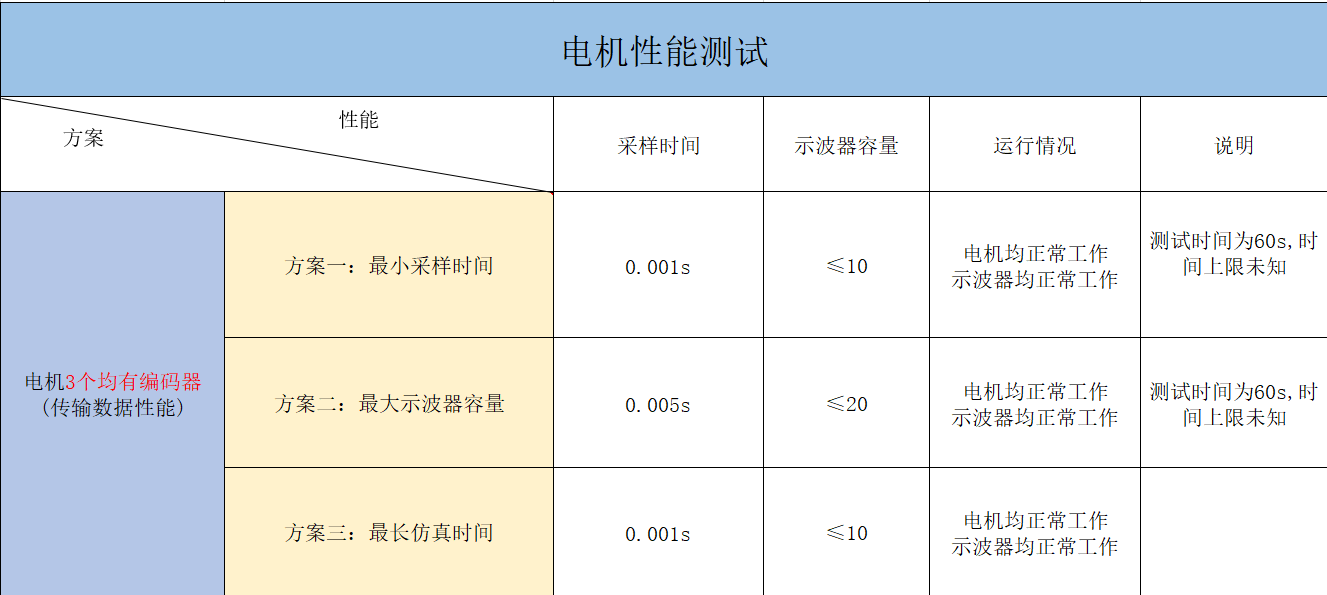 电机性能测试
性能
方案
采样时间
示波器容量
运行情况
说明
电机3个均有编码器
(传输数据性能)
方案一：最小采样时间
0.001s
≤10
电机均正常工作
示波器均正常工作
测试时间为60s,时
间上限未知
方案二：最大示波器容量
0.005s
≤20
电机均正常工作
示波器均正常工作
测试时间为60s,时
间上限未知
方案三：最长仿真时间
0.001s
≤10
电机均正常工作
示波器均正常工作